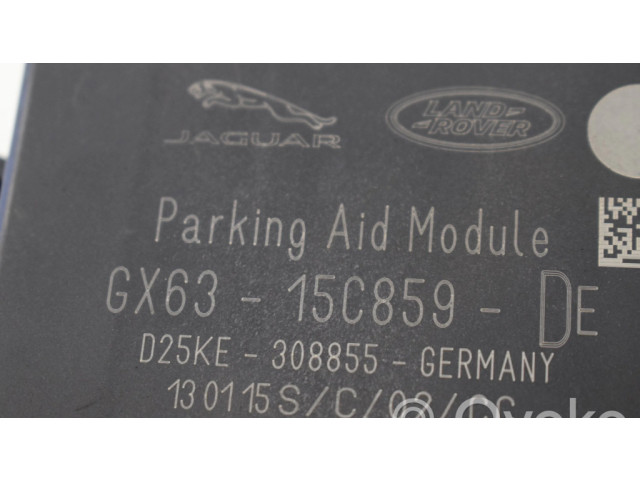 JAGUAR
LAND-
-ROVER
Parking Aid Module
GX63 - 15C859 - DE
D25KE - 308855 - GERMANY